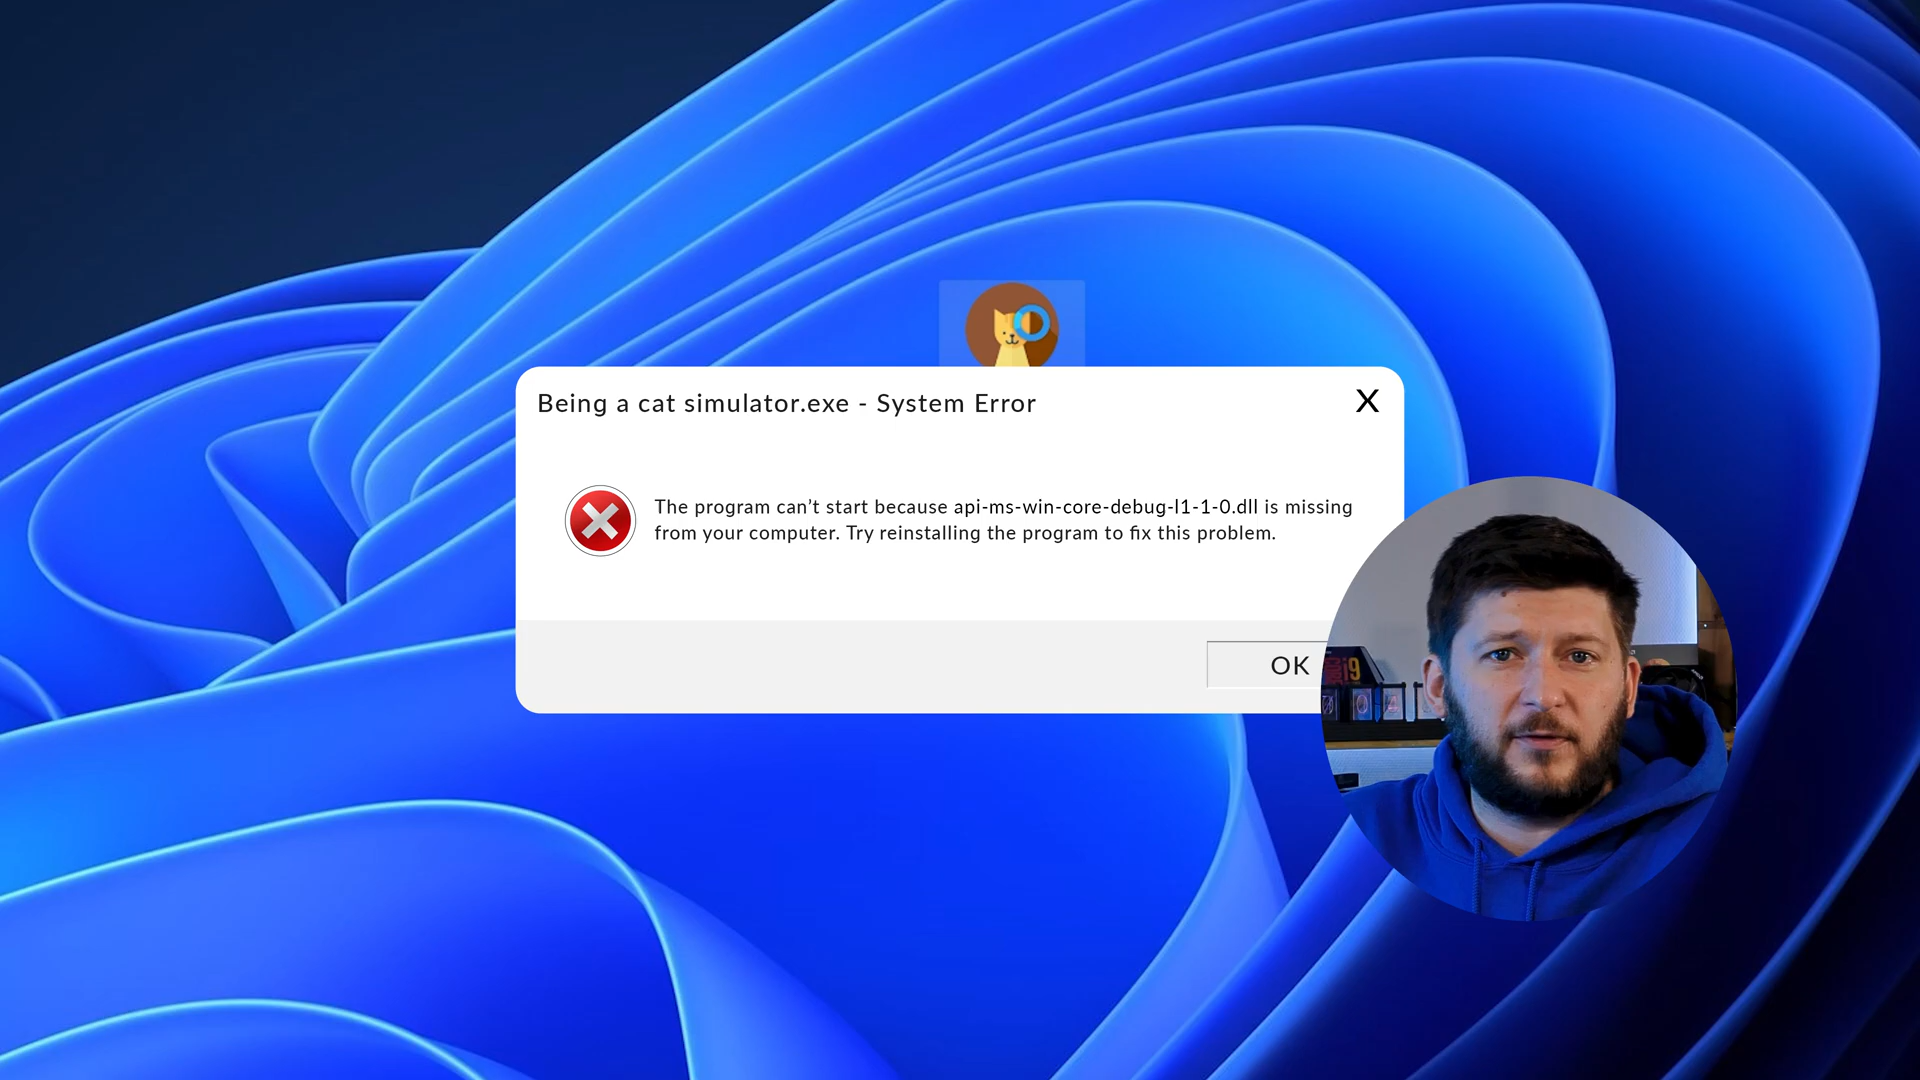 Being a cat simulator.exe - System Error
X
The program can’t start because api-ms-win-core-debug-l1-1-0.dll is missing
from your computer. Try reinstalling the program to fix this problem.
OK
i9